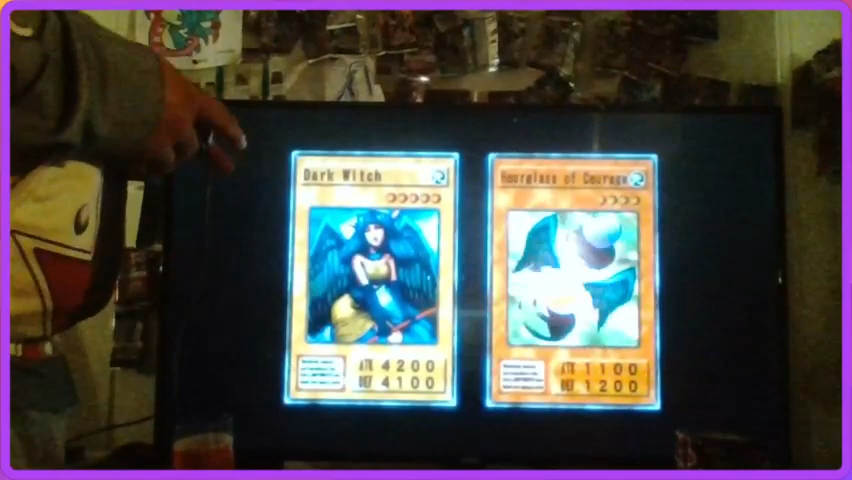 Dark Witch
ATK 4200
DEF 4100
Hourglass of Courage
ATK 1100
DEF 1200